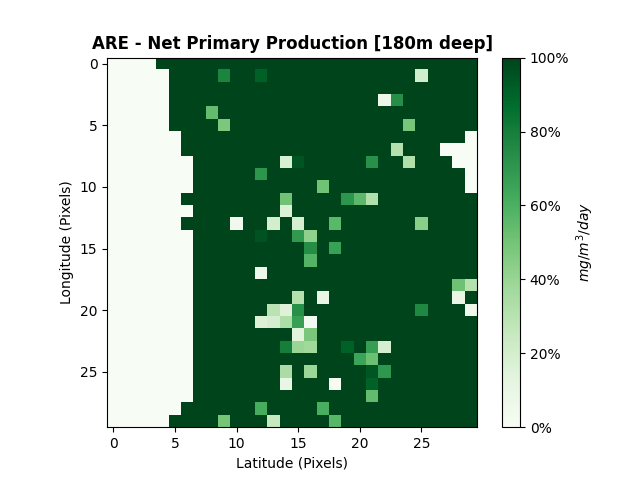 ARE - Net Primary Production [180m deep]
0
5
10
15
20
25
Longitude (Pixels)
0 5 10 15 20 25
Latitude (Pixels)
100%
80%
60%
40%
20%
0%
mg/m^3/day